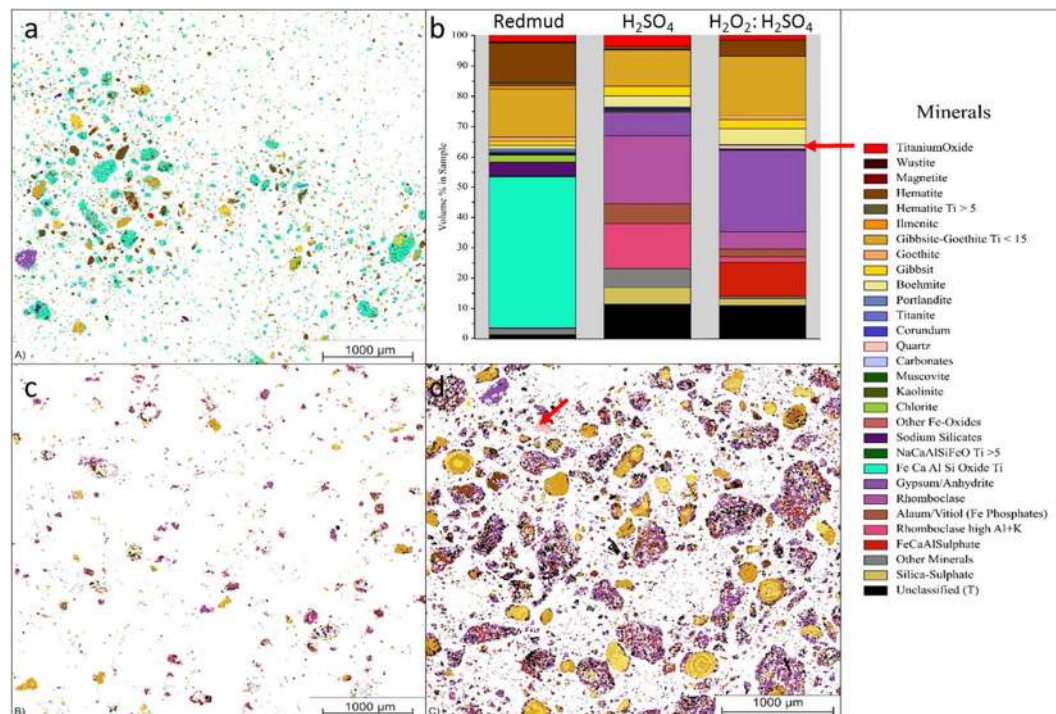 a
A)
1000 µm
b
Redmud
H₂SO₄
H₂O₂: H₂SO₄
Volume % in Sample
100
90
80
70
60
50
40
30
20
10
0
Minerals
TitaniumOxide
Wustite
Magnetite
Hematite
Hematite Ti > 5
Ilmenite
Gibbsite-Goethite Ti < 15
Goethite
Gibbsit
Boehmite
Portlandite
Titanite
Corundum
Quartz
Carbonates
Muscovite
Kaolinite
Chlorite
Other Fe-Oxides
Sodium Silicates
NaCaAlSiFeO Ti >5
Fe Ca Al Si Oxide Ti
Gypsum/Anhydrite
Rhomboclase
Alaum/Vitiol (Fe Phosphates)
Rhomboclase high Al+K
FeCaAlSulphate
Other Minerals
Silica-Sulphate
Unclassified (T)
c
B)
1000 µm
d
C)
1000 µm